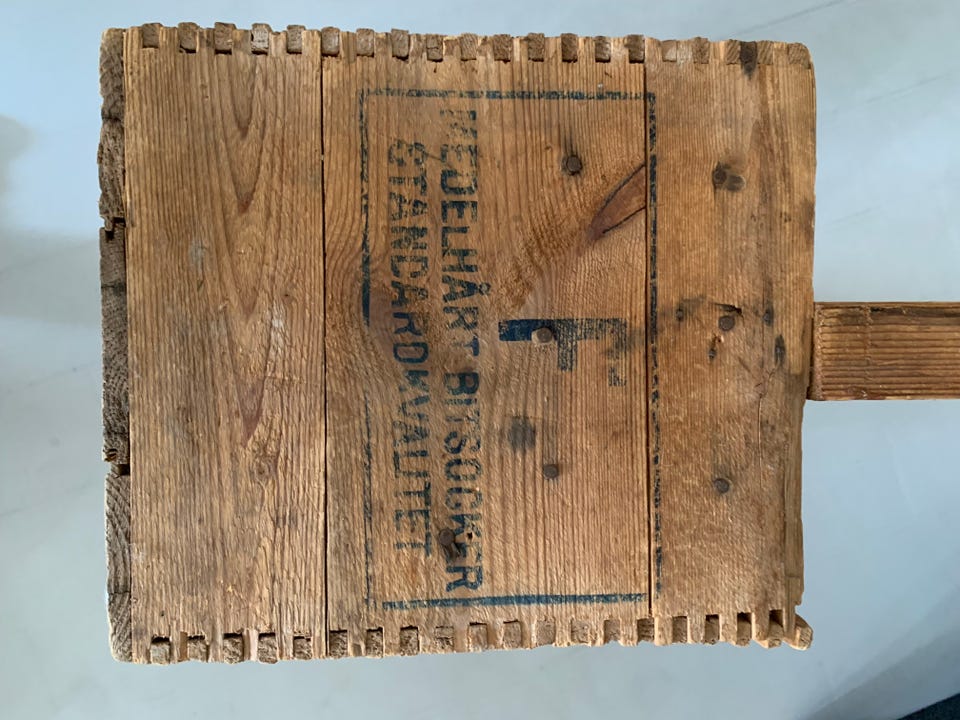 F
MEDELHÅRT BITSOCKER
STANDARDKVALITET